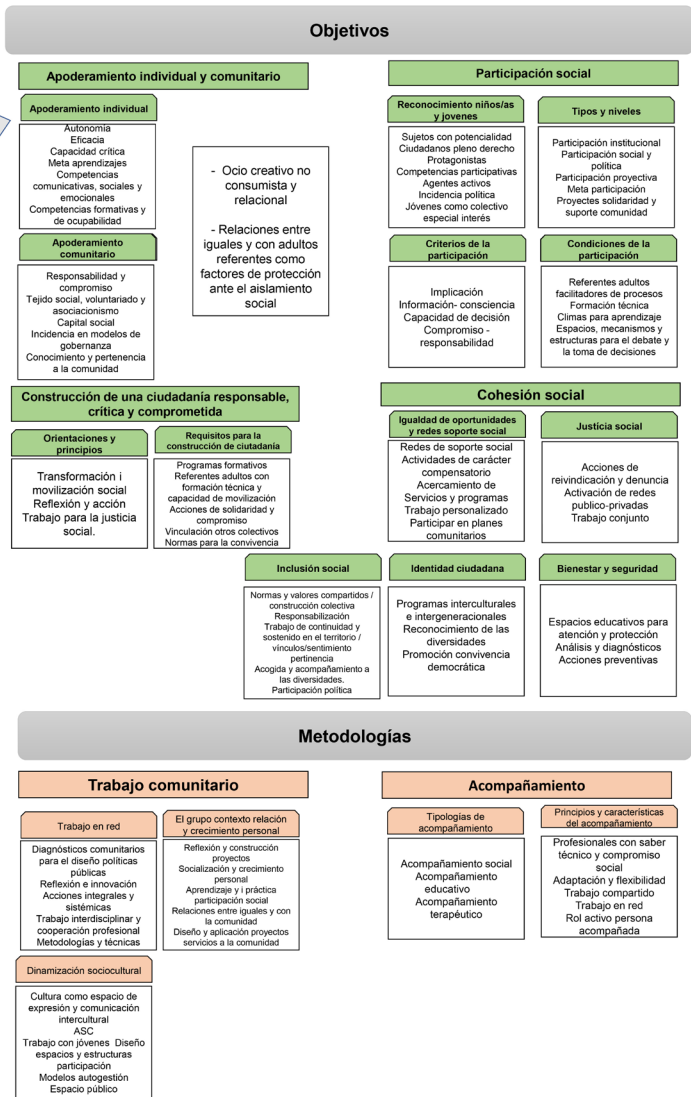 Objetivos
Apoderamiento individual y comunitario
Apoderamiento individual
Autonomía
Eficacia
Capacidad crítica
Meta aprendizajes
Competencias
comunicativas, sociales y
emocionales
Competencias formativas y
de ocupabilidad
Apoderamiento
comunitario
Responsabilidad y
compromiso
Tejido social, voluntariado y
asociacionismo
Capital social
Incidencia en modelos de
gobernanza
Conocimiento y pertenencia
a la comunidad
- Ocio creativo no
consumista y
relacional
- Relaciones entre
iguales y con adultos
referentes como
factores de protección
ante el aislamiento
social
Participación social
Reconocimiento niños/as
y jovenes
Sujetos con potencialidad
Ciudadanos pleno derecho
Protagonistas
Competencias participativas
Agentes activos
Incidencia política
Jóvenes como colectivo
especial interés
Tipos y niveles
Participación institucional
Participación social y
política
Participación proyectiva
Meta participación
Proyectes solidaridad y
suporte comunidad
Criterios de la
participación
Implicación
Información- consciencia
Capacidad de decisión
Compromiso -
responsabilidad
Condiciones de la
participación
Referentes adultos
facilitadores de procesos
Formación técnica
Climas para aprendizaje
Espacios, mecanismos y
estructuras para el debate y
la toma de decisiones
Construcción de una ciudadanía responsable,
crítica y comprometida
Orientaciones y
principios
Transformación i
movilización social
Reflexión y acción
Trabajo para la justicia
social.
Requisitos para la
construcción de ciutadanía
Programas formativos
Referentes adultos con
formación técnica y
capacidad de movilización
Acciones de solidaridad y
compromiso
Vinculación otros colectivos
Normas para la convivencia
Cohesión social
Igualdad de oportunidades
y redes soporte social
Redes de soporte social
Actividades de carácter
compensatorio
Acercamiento de
Servicios y programas
Trabajo personalizado
Participar en planes
comunitarios
Justicia social
Acciones de
reivindicación y denuncia
Activación de redes
publico-privadas
Trabajo conjunto
Inclusión social
Normas y valores compartidos /
construcción colectiva
Responsabilización
Trabajo de continuidad y
sostenido en el territorio /
vínculos/sentimiento
pertinencia
Acogida y acompañamiento a
las diversidades.
Participación política
Identidad ciudadana
Programas interculturales
e intergeneracionales
Reconocimiento de las
diversidades
Promoción convivencia
democrática
Bienestar y seguridad
Espacios educativos para
atención y protección
Análisis y diagnósticos
Acciones preventivas
Metodologías
Trabajo comunitario
Trabajo en red
Diagnósticos comunitarios
para el diseño políticas
públicas
Reflexión e innovación
Acciones integrales y
sistémicas
Trabajo interdisciplinar y
cooperación profesional
Metodologías y técnicas
El grupo contexto relación
y crecimiento personal
Reflexión y construcción
proyectos
Socialización y crecimiento
personal
Aprendizaje y i práctica
participación social
Relaciones entre iguales y con
la comunidad
Diseño y aplicación proyectos
servicios a la comunidad
Dinamización sociocultural
Cultura como espacio de
expresión y comunicación
intercultural
ASC
Trabajo con jóvenes Diseño
espacios y estructuras
participación
Modelos autogestión
Espacio público
Acompañamiento
Tipologías de
acompañamiento
Acompañamiento social
Acompañamiento
educativo
Acompañamiento
terapéutico
Principios y características
del acompañamiento
Profesionales con saber
técnico y compromiso
social
Adaptación y flexibilidad
Trabajo compartido
Trabajo en red
Rol activo persona
acompañada